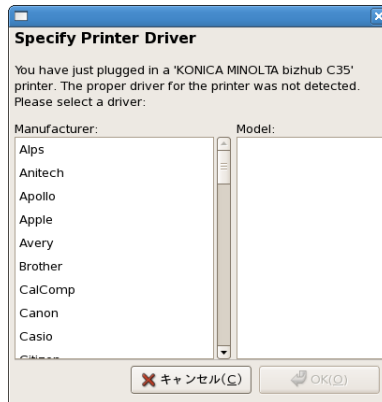 Specify Printer Driver
You have just plugged in a 'KONICA MINOLTA bizhub C35'
printer. The proper driver for the printer was not detected.
Please select a driver:
Manufacturer:
Model:
Alps
Anitech
Apollo
Apple
Avery
Brother
CalComp
Canon
Casio
Citizen
キャンセル(C)
OK(O)